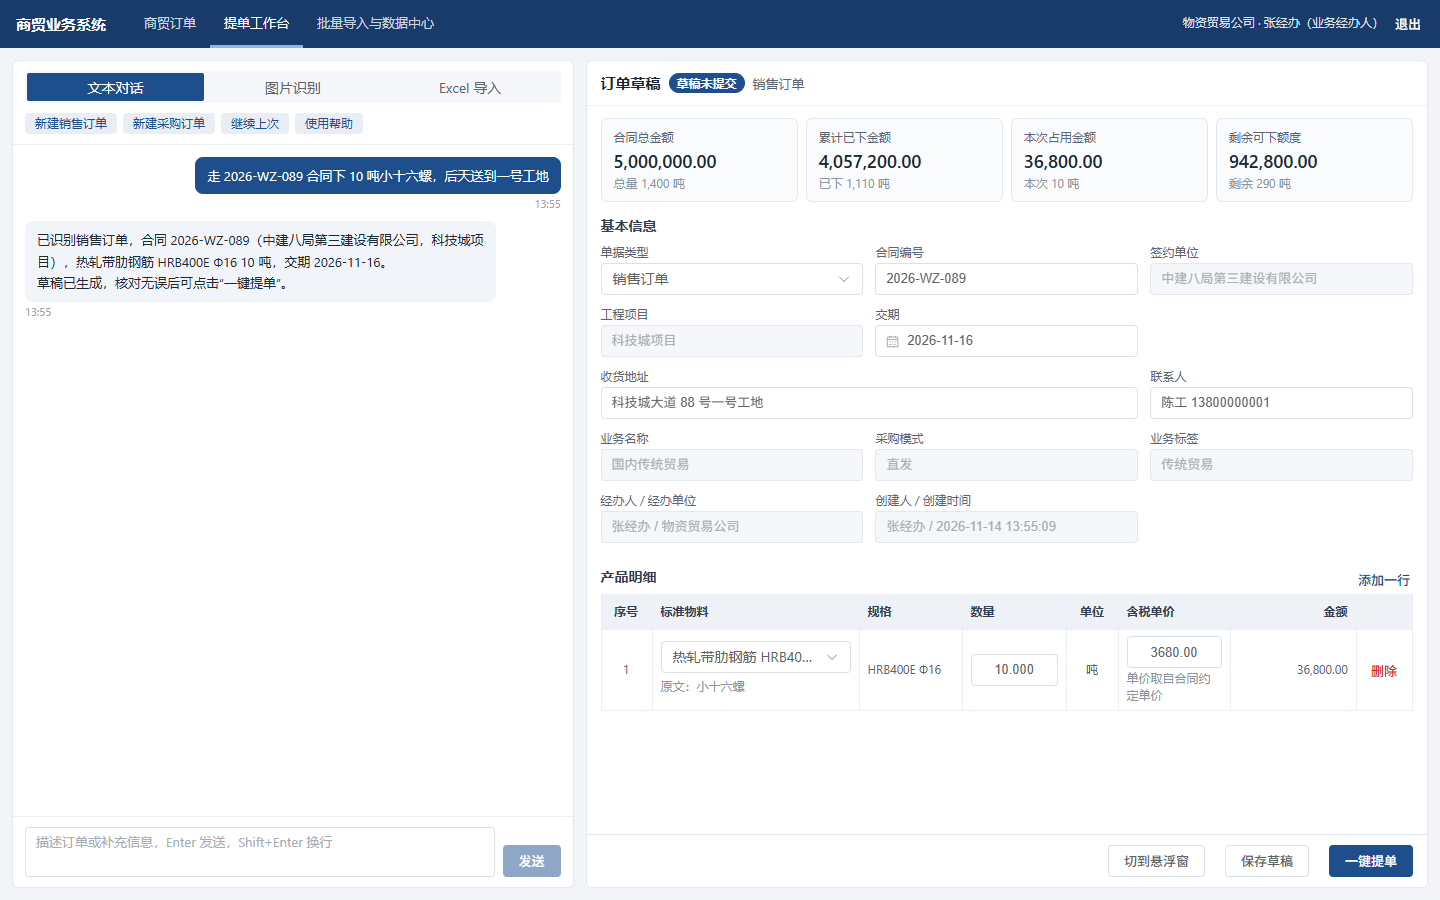 商贸业务系统
商贸订单
提单工作台
批量导入与数据中心
物资贸易公司 · 张经办（业务经办人）
退出
文本对话
图片识别
Excel 导入
新建销售订单
新建采购订单
继续上次
使用帮助
走 2026-WZ-089 合同下 10 吨小十六螺，后天送到一号工地
13:55
已识别销售订单，合同 2026-WZ-089（中建八局第三建设有限公司，科技城项
目），热轧带肋钢筋 HRB400E Φ16 10 吨，交期 2026-11-16。
草稿已生成，核对无误后可点击"一键提单"。
13:55
描述订单或补充信息，Enter 发送，Shift+Enter 换行
发送
订单草稿
草稿未提交
销售订单
合同总金额
5,000,000.00
总量 1,400 吨
累计已下金额
4,057,200.00
已下 1,110 吨
本次占用金额
36,800.00
本次 10 吨
剩余可下额度
942,800.00
剩余 290 吨
基本信息
单据类型
合同编号
签约单位
销售订单
2026-WZ-089
中建八局第三建设有限公司
工程项目
交期
科技城项目
2026-11-16
收货地址
联系人
科技城大道 88 号一号工地
陈工 13800000001
业务名称
采购模式
业务标签
国内传统贸易
直发
传统贸易
经办人 / 经办单位
创建人 / 创建时间
张经办 / 物资贸易公司
张经办 / 2026-11-14 13:55:09
产品明细
添加一行
序号
标准物料
规格
数量
单位
含税单价
金额
1
热轧带肋钢筋 HRB40...
原文：小十六螺
HRB400E Φ16
10.000
吨
3680.00
单价取自合同约
定单价
36,800.00
删除
切到悬浮窗
保存草稿
一键提单